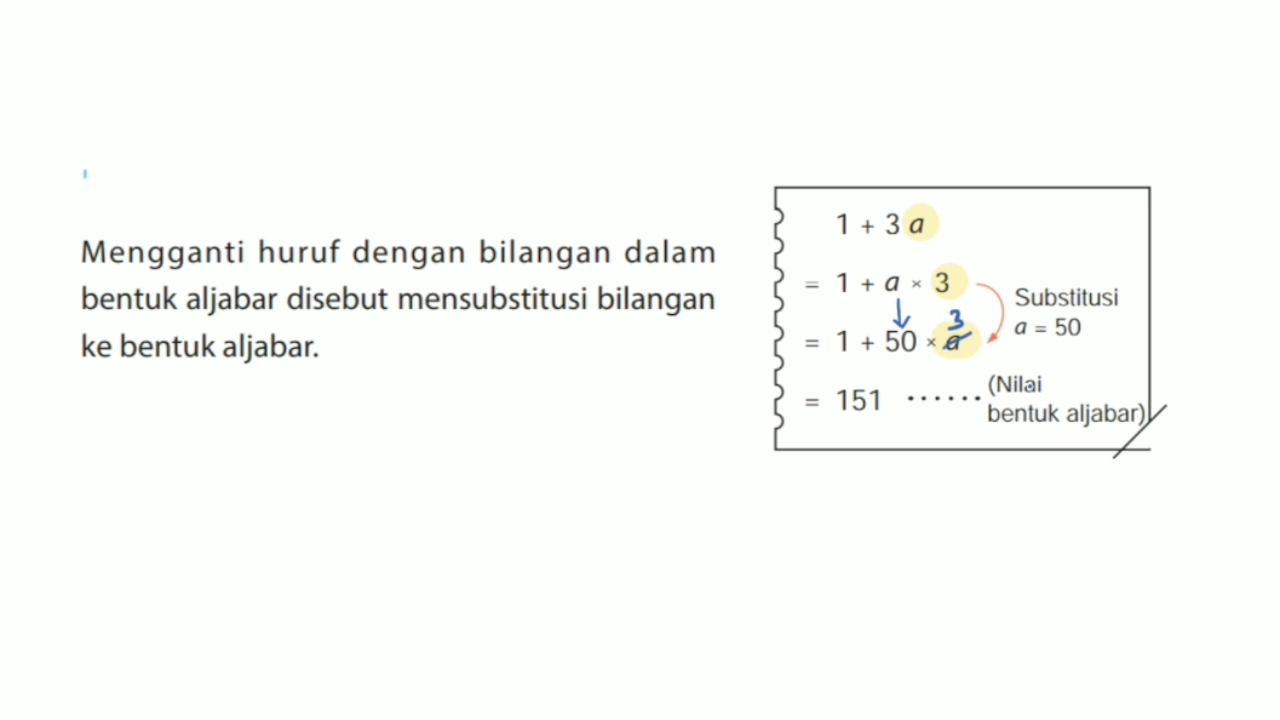 Mengganti huruf dengan bilangan dalam
bentuk aljabar disebut mensubstitusi bilangan
ke bentuk aljabar.
1 + 3 a
= 1 + a × 3
Substitusi
a = 50
3
= 1 + 50 × a
= 151 ······ (Nilai
bentuk aljabar)